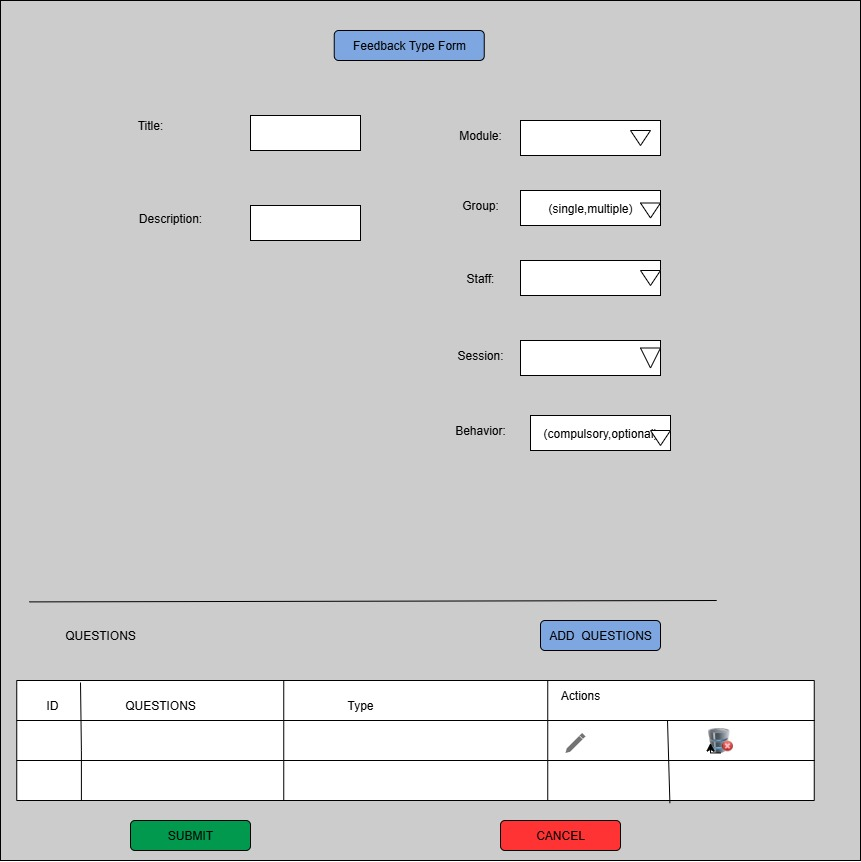 Feedback Type Form
Title:
Module:
Group:
(single,multiple)
Description:
Staff:
Session:
Behavior:
(compulsory,optional
QUESTIONS
ADD QUESTIONS
ID
QUESTIONS
Type
Actions
SUBMIT
CANCEL